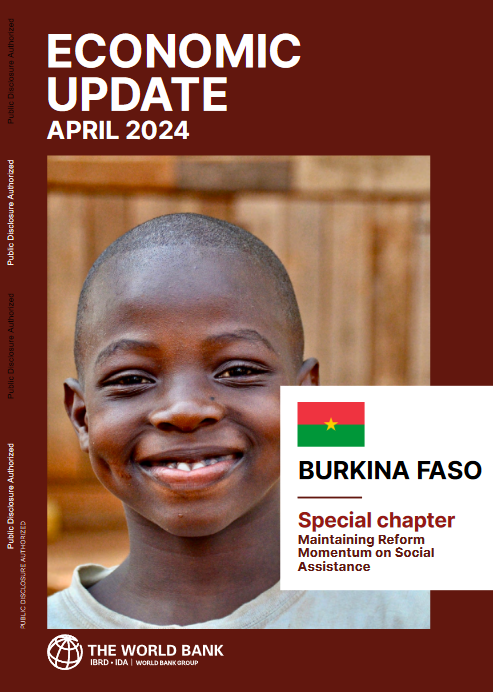 ECONOMIC
UPDATE
APRIL 2024
BURKINA FASO
Special chapter
Maintaining Reform
Momentum on Social
Assistance
THE WORLD BANK
IBRD • IDA | WORLD BANK GROUP
Public Disclosure Authorized
Public Disclosure Authorized
Public Disclosure Authorized
Public Disclosure Authorized
PUBLIC DISCLOSURE AUTHORIZED